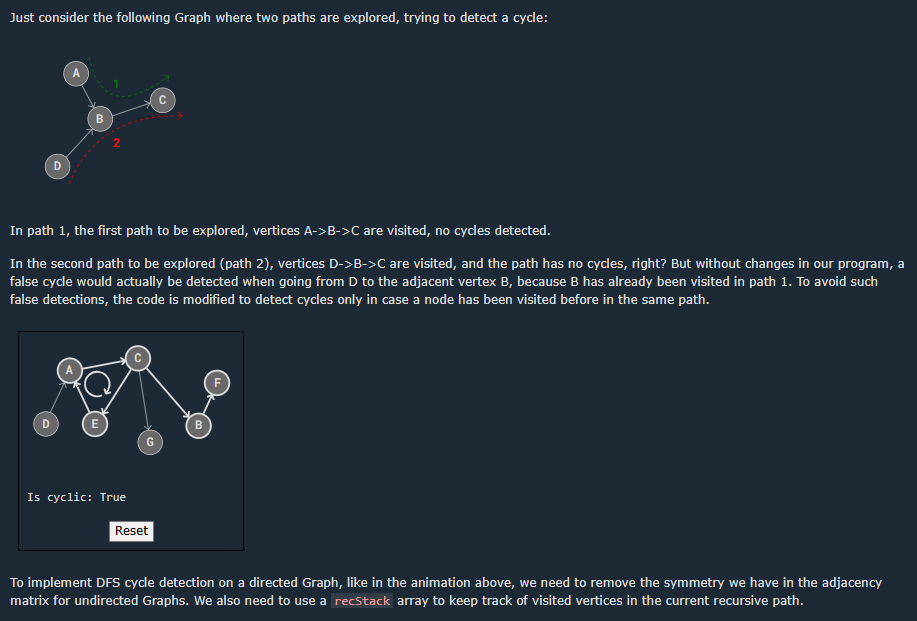 Just consider the following Graph where two paths are explored, trying to detect a cycle:
A
1
C
B
2
D
In path 1, the first path to be explored, vertices A->B->C are visited, no cycles detected.
In the second path to be explored (path 2), vertices D->B->C are visited, and the path has no cycles, right? But without changes in our program, a
false cycle would actually be detected when going from D to the adjacent vertex B, because B has already been visited in path 1. To avoid such
false detections, the code is modified to detect cycles only in case a node has been visited before in the same path.
C
A
F
D
E
B
G
Is cyclic: True
Reset
To implement DFS cycle detection on a directed Graph, like in the animation above, we need to remove the symmetry we have in the adjacency
matrix for undirected Graphs. We also need to use a recStack array to keep track of visited vertices in the current recursive path.